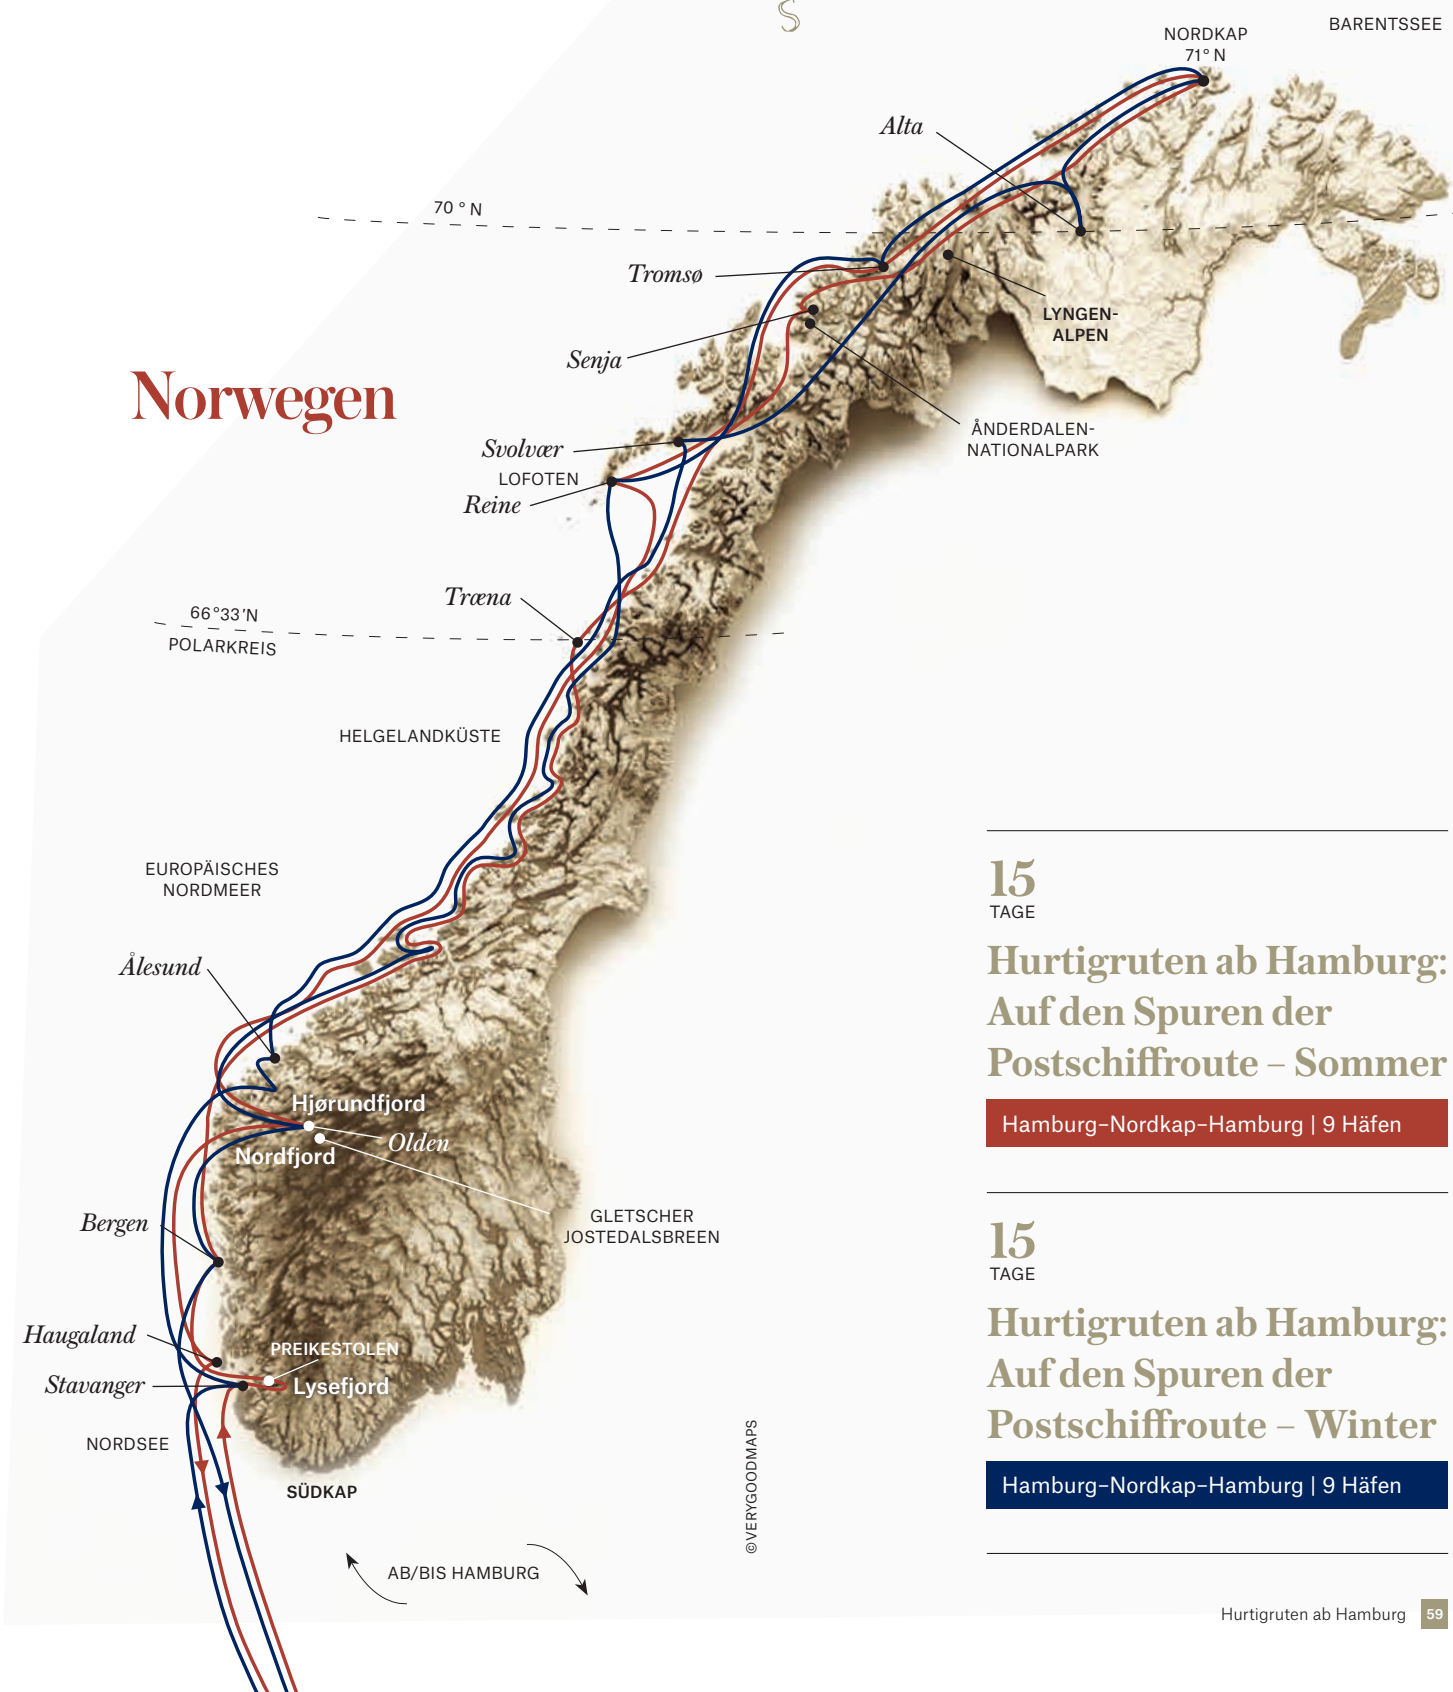 BARENTSSEE
NORDKAP
71° N
Alta
70 ° N
Tromsø
LYNGEN-
ALPEN
Senja
Norwegen
ÅNDERDALEN-
NATIONALPARK
Svolvær
LOFOTEN
Reine
Træna
66°33’N
POLARKREIS
HELGELANDKÜSTE
EUROPÄISCHES
NORDMEER
Ålesund
Hjørundfjord
Olden
Nordfjord
GLETSCHER
JOSTEDALSBREEN
Bergen
Haugaland
PREIKESTOLEN
Stavanger
Lysefjord
NORDSEE
SÜDKAP
AB/BIS HAMBURG
©VERYGOODMAPS
15
TAGE
Hurtigruten ab Hamburg:
Auf den Spuren der
Postschiffroute – Sommer
Hamburg–Nordkap–Hamburg | 9 Häfen
15
TAGE
Hurtigruten ab Hamburg:
Auf den Spuren der
Postschiffroute – Winter
Hamburg–Nordkap–Hamburg | 9 Häfen
Hurtigruten ab Hamburg 59